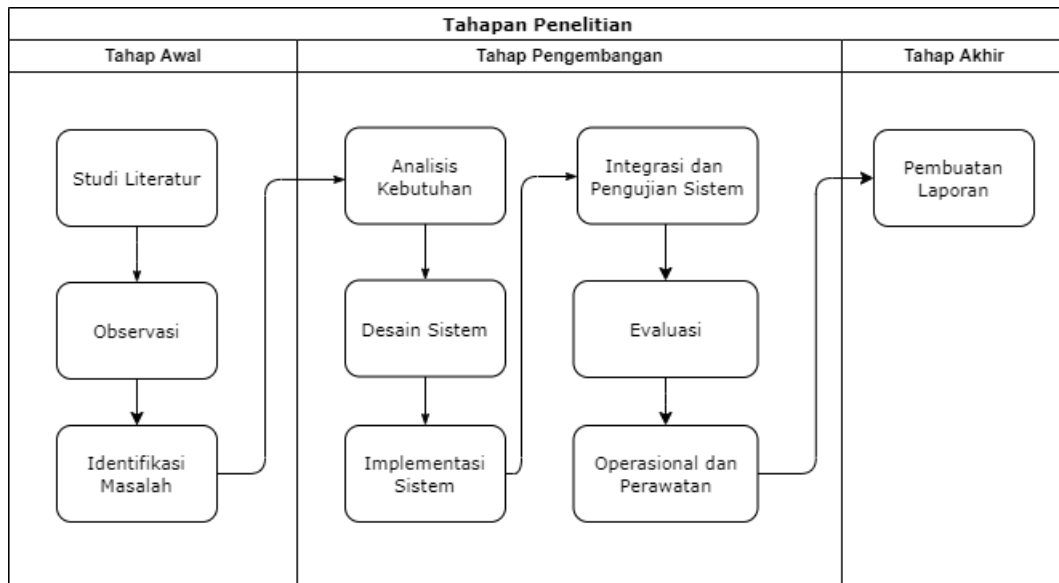 Tahapan Penelitian
Tahap Awal
Tahap Pengembangan
Tahap Akhir
Studi Literatur
Observasi
Identifikasi
Masalah
Analisis
Kebutuhan
Desain Sistem
Implementasi
Sistem
Integrasi dan
Pengujian Sistem
Evaluasi
Operasional dan
Perawatan
Pembuatan
Laporan